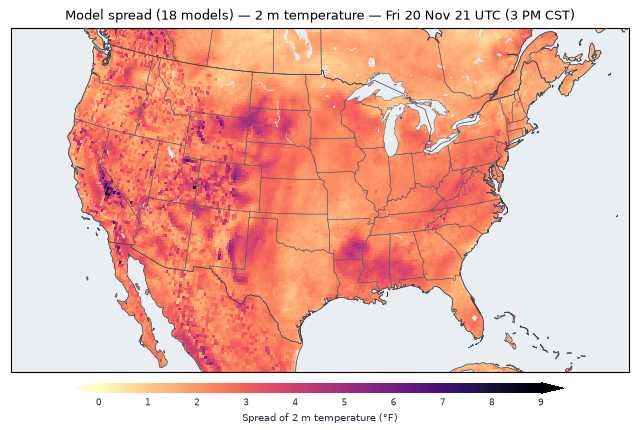 Model spread (18 models) — 2 m temperature — Fri 20 Nov 21 UTC (3 PM CST)
0 1 2 3 4 5 6 7 8 9
Spread of 2 m temperature (°F)